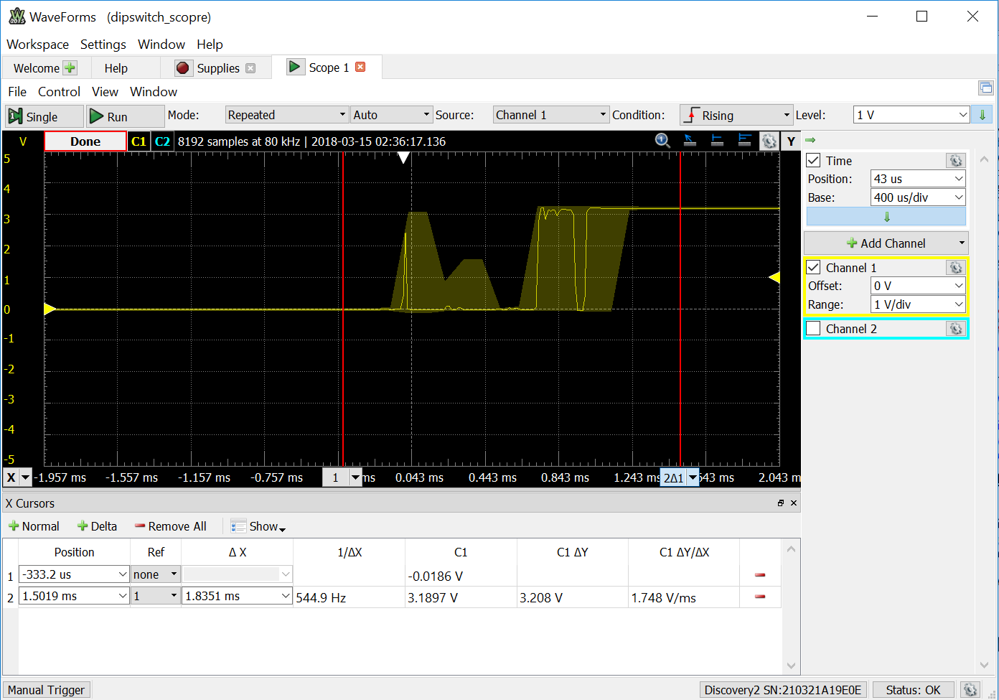 WaveForms (dipswitch_scopre)
Workspace Settings Window Help
Welcome Help Supplies Scope 1
File Control View Window
Single Run Mode: Repeated Auto Source: Channel 1 Condition: Rising Level: 1 V
V Done C1 C2 8192 samples at 80 kHz | 2018-03-15 02:36:17.136 Y
5
4
3
2
1
0
-1
-2
-3
-4
-5
X -1.957 ms -1.557 ms -1.157 ms -0.757 ms 1 ms 0.043 ms 0.443 ms 0.843 ms 1.243 ms 2Δ1 543 ms 2.043 m
Time
Position: 43 us
Base: 400 us/div
Add Channel
Channel 1
Offset: 0 V
Range: 1 V/div
Channel 2
X Cursors
Normal Delta Remove All Show
Position Ref Δ X 1/ΔX C1 C1 ΔY C1 ΔY/ΔX
1 -333.2 us none -0.0186 V
2 1.5019 ms 1 1.8351 ms 544.9 Hz 3.1897 V 3.208 V 1.748 V/ms
Manual Trigger Discovery2 SN:210321A19E0E Status: OK